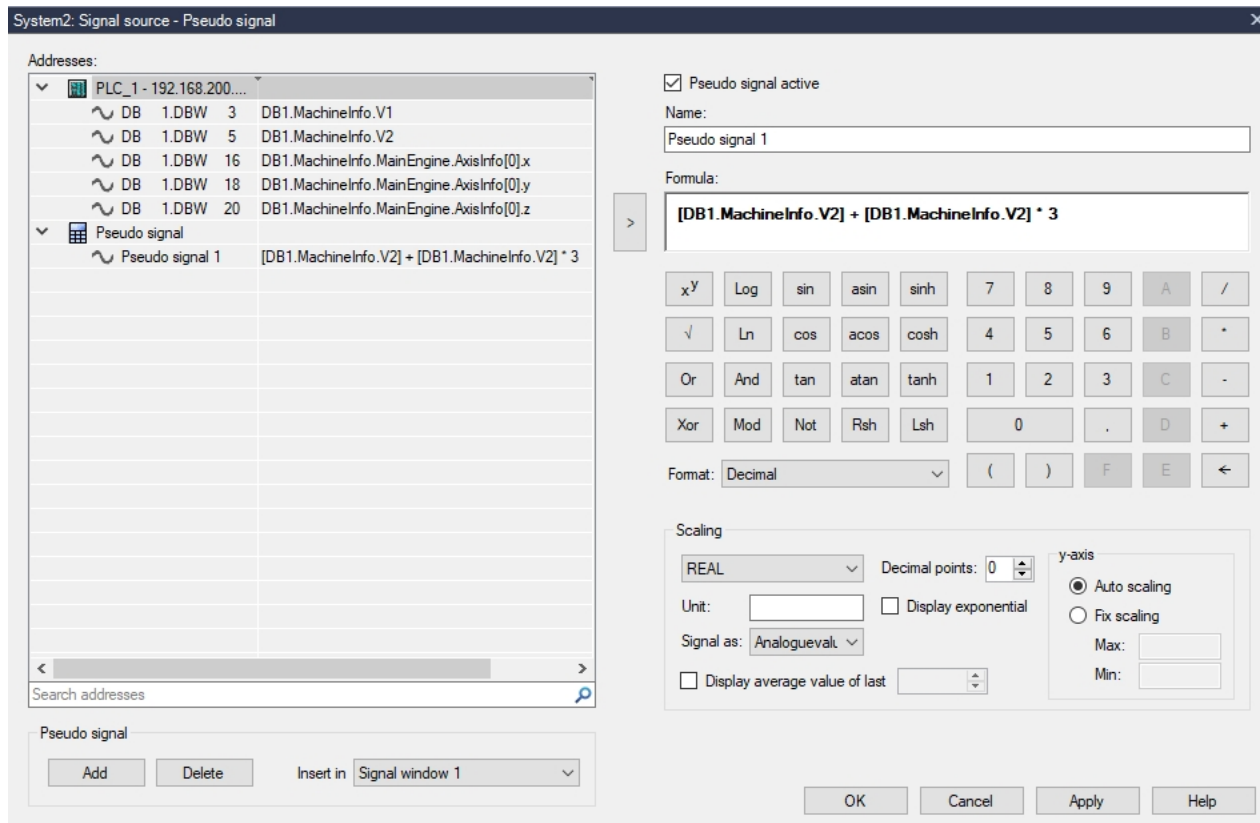 System2: Signal source - Pseudo signal
Addresses:
PLC_1 - 192.168.200....
DB 1.DBW 3 DB1.MachineInfo.V1
DB 1.DBW 5 DB1.MachineInfo.V2
DB 1.DBW 16 DB1.MachineInfo.MainEngine.AxisInfo[0].x
DB 1.DBW 18 DB1.MachineInfo.MainEngine.AxisInfo[0].y
DB 1.DBW 20 DB1.MachineInfo.MainEngine.AxisInfo[0].z
Pseudo signal
Pseudo signal 1 [DB1.MachineInfo.V2] + [DB1.MachineInfo.V2] * 3
Search addresses
Pseudo signal
Add Delete Insert in Signal window 1
>
Pseudo signal active
Name:
Pseudo signal 1
Formula:
[DB1.MachineInfo.V2] + [DB1.MachineInfo.V2] * 3
xy Log sin asin sinh 7 8 9 A /
√ Ln cos acos cosh 4 5 6 B *
Or And tan atan tanh 1 2 3 C -
Xor Mod Not Rsh Lsh 0 , D +
Format: Decimal ( ) F E ←
Scaling
REAL Decimal points: 0
Unit: Display exponential
Signal as: Analoguevalu
Display average value of last
y-axis
Auto scaling
Fix scaling
Max:
Min:
OK Cancel Apply Help